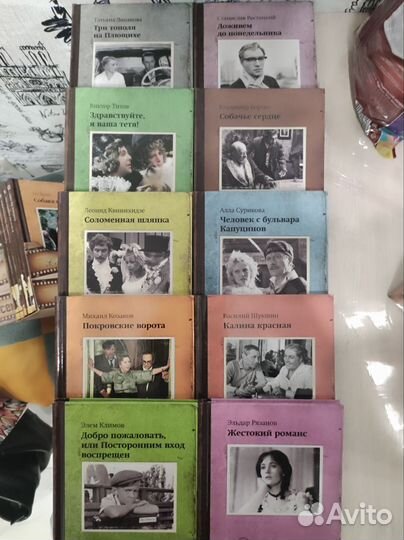 Татьяна Лиознова
Три тополя
на Плющихе
Станислав Ростоцкий
Доживем
до понедельника
Виктор Титов
Здравствуйте,
я ваша тетя!
Владимир Бортко
Собачье сердце
Леонид Квинихидзе
Соломенная шляпка
Алла Сурикова
Человек с бульвара
Капуцинов
Михаил Козаков
Покровские ворота
Василий Шукшин
Калина красная
Элем Климов
Добро пожаловать,
или Посторонним вход
воспрещен
Эльдар Рязанов
Жестокий романс
Собака
Avito